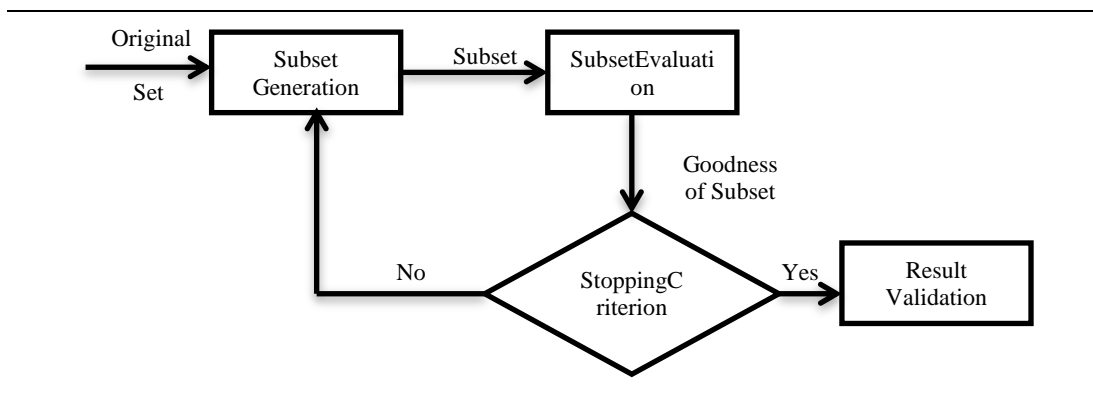 Original
Set
Subset
Generation
Subset
SubsetEvaluati
on
Goodness
of Subset
No
StoppingC
riterion
Yes
Result
Validation